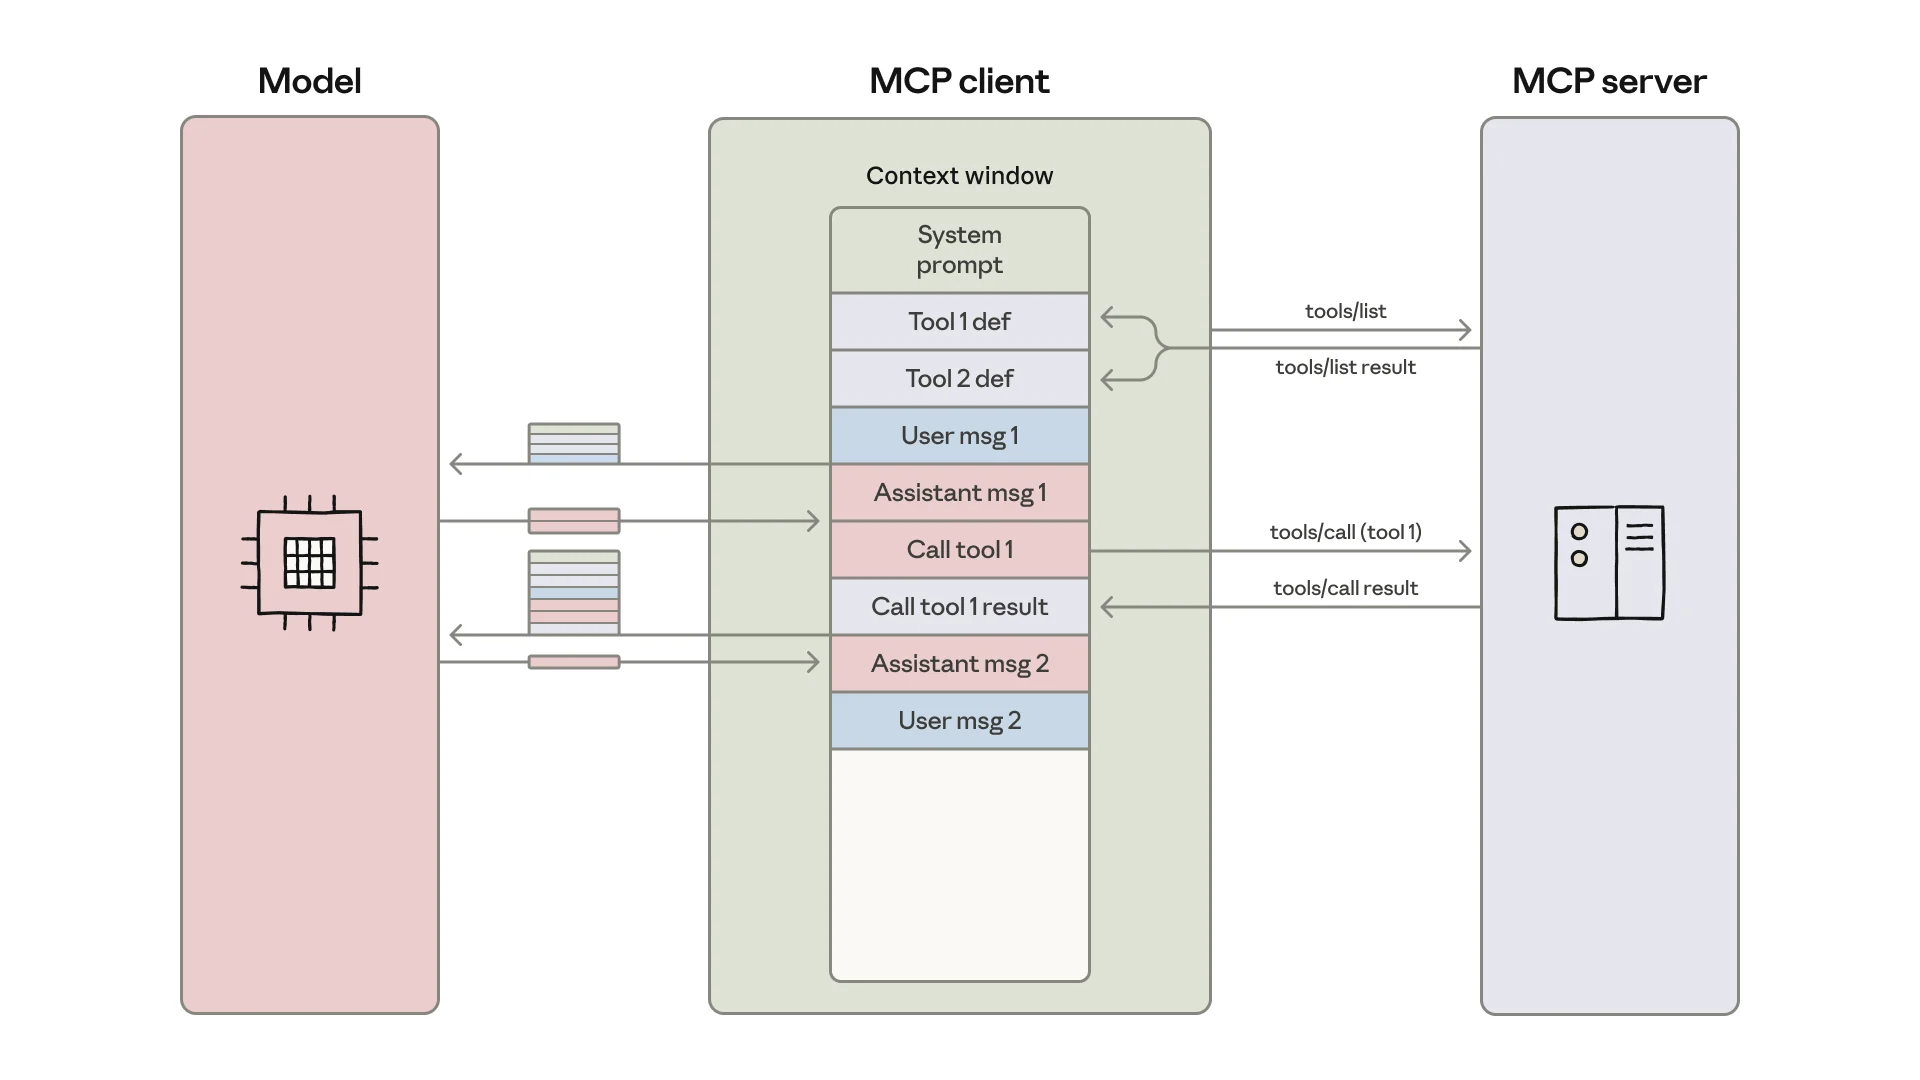 Model
MCP client
MCP server
Context window
System
prompt
Tool 1 def
Tool 2 def
User msg 1
Assistant msg 1
Call tool 1
Call tool 1 result
Assistant msg 2
User msg 2
tools/list
tools/list result
tools/call (tool 1)
tools/call result